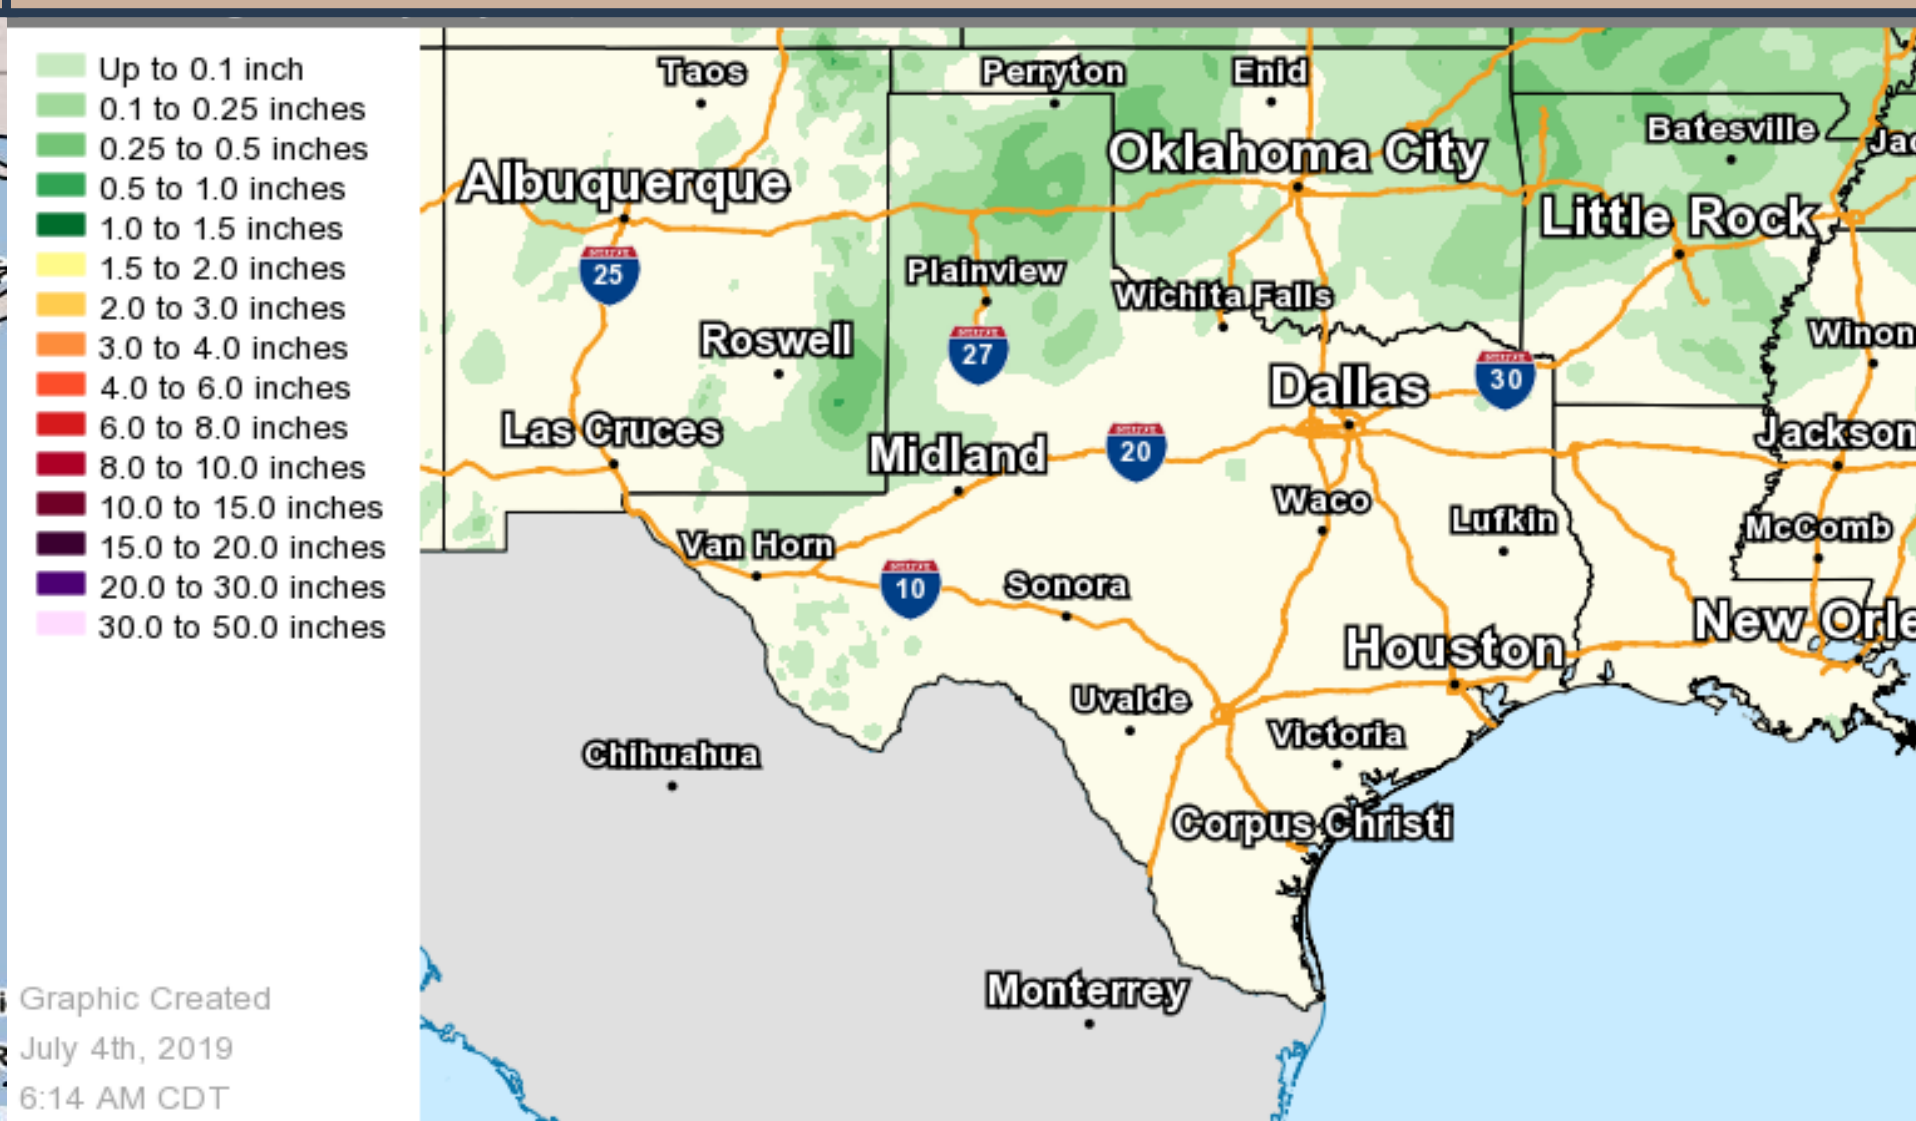 Up to 0.1 inch
0.1 to 0.25 inches
0.25 to 0.5 inches
0.5 to 1.0 inches
1.0 to 1.5 inches
1.5 to 2.0 inches
2.0 to 3.0 inches
3.0 to 4.0 inches
4.0 to 6.0 inches
6.0 to 8.0 inches
8.0 to 10.0 inches
10.0 to 15.0 inches
15.0 to 20.0 inches
20.0 to 30.0 inches
30.0 to 50.0 inches
Graphic Created
July 4th, 2019
6:14 AM CDT
Taos
Perryton
Enid
Batesville
Jac
Oklahoma City
Albuquerque
Little Rock
25
Plainview
Wichita Falls
Roswell
27
Winon
Dallas
30
Las Cruces
Midland
20
Jackson
Waco
Lufkin
McComb
Van Horn
10
Sonora
New Orle
Houston
Uvalde
Victoria
Chihuahua
Corpus Christi
Monterrey